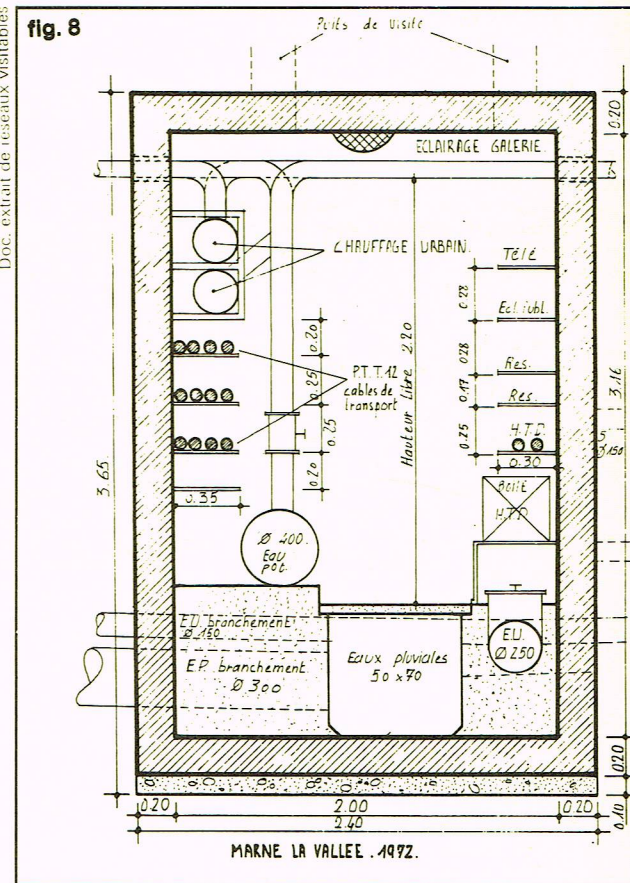 Doc. extrait de réseaux visitables
fig. 8
Puits de visite
0.20
ECLAIRAGE GALERIE
CHAUFFAGE URBAIN.
Télé
0.28
Ecl. publ.
0.20
0.28
Hauteur libre 2.20
3.16
P.T.T. 12
cables de
transport
0.25
Res.
0.17
Res.
0.25
0.25
H.T.D.
Ø 150
0.30
3.65
0.20
0.35
BOITE
H.T.D.
Ø 400.
Eau
pot.
E.U. branchement
Ø 150
E.U.
Ø 250
E.P. branchement
Ø 300
Eaux pluviales
50 x 70
0.20
0.20
2.00
0.20
0.10
2.40
MARNE LA VALLEE . 1972.